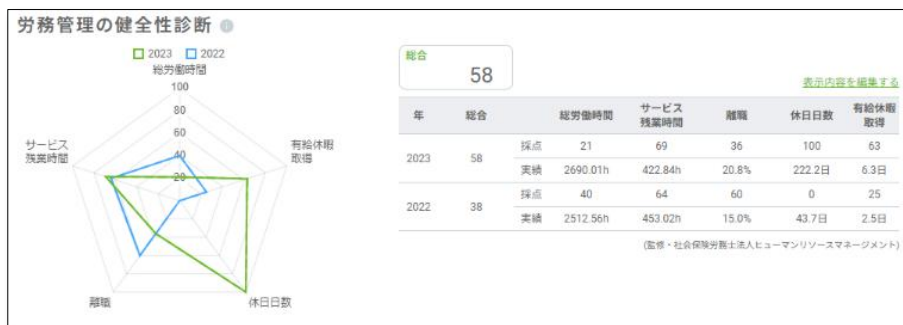 労務管理の健全性診断
2023 2022
総労働時間
100
80
60
40
20
有給休暇
取得
休日日数
離職
サービス
残業時間
総合
58
表示内容を編集する
年 総合 総労働時間 サービス残業時間 離職 休日日数 有給休暇取得
2023 58 採点 21 69 36 100 63
実績 2690.01h 422.84h 20.8% 222.2日 6.3日
2022 38 採点 40 64 60 0 25
実績 2512.56h 453.02h 15.0% 43.7日 2.5日
(監修・社会保険労務士法人ヒューマンリソースマネージメント)